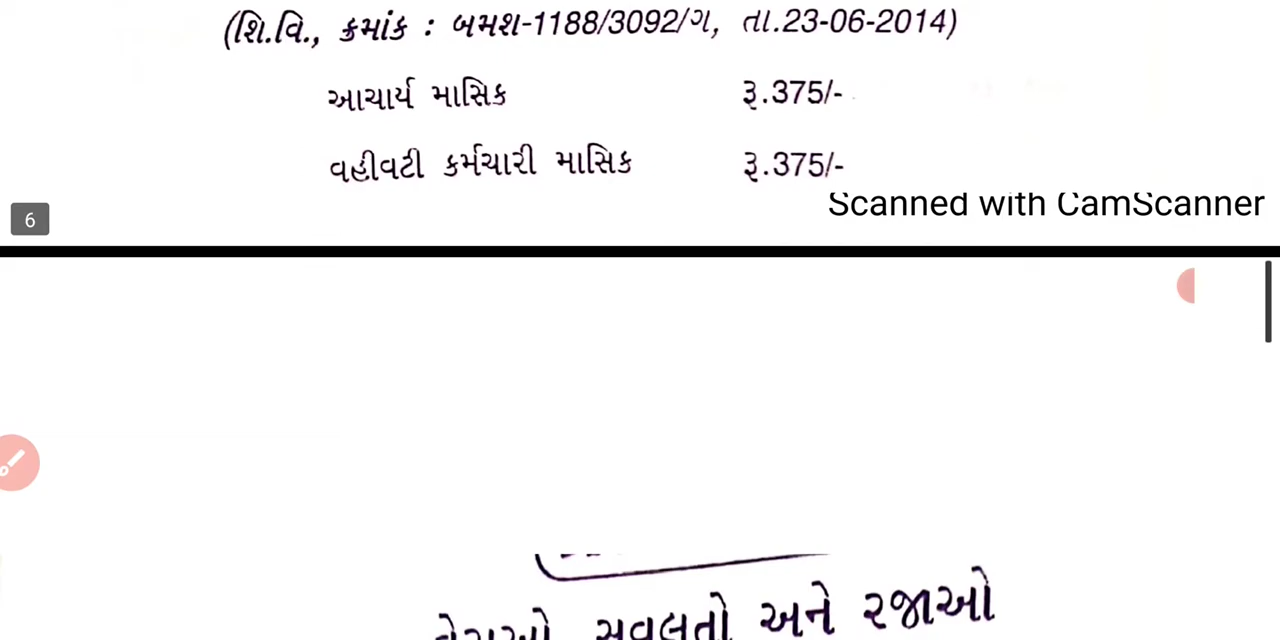 (શિ.વિ., ક્રમાંક : બમશ-1188/3092/ગ, તા.23-06-2014)
આચાર્ય માસિક રૂ.375/-
વહીવટી કર્મચારી માસિક રૂ.375/-
Scanned with CamScanner
6
સવલતો અને રજાઓ